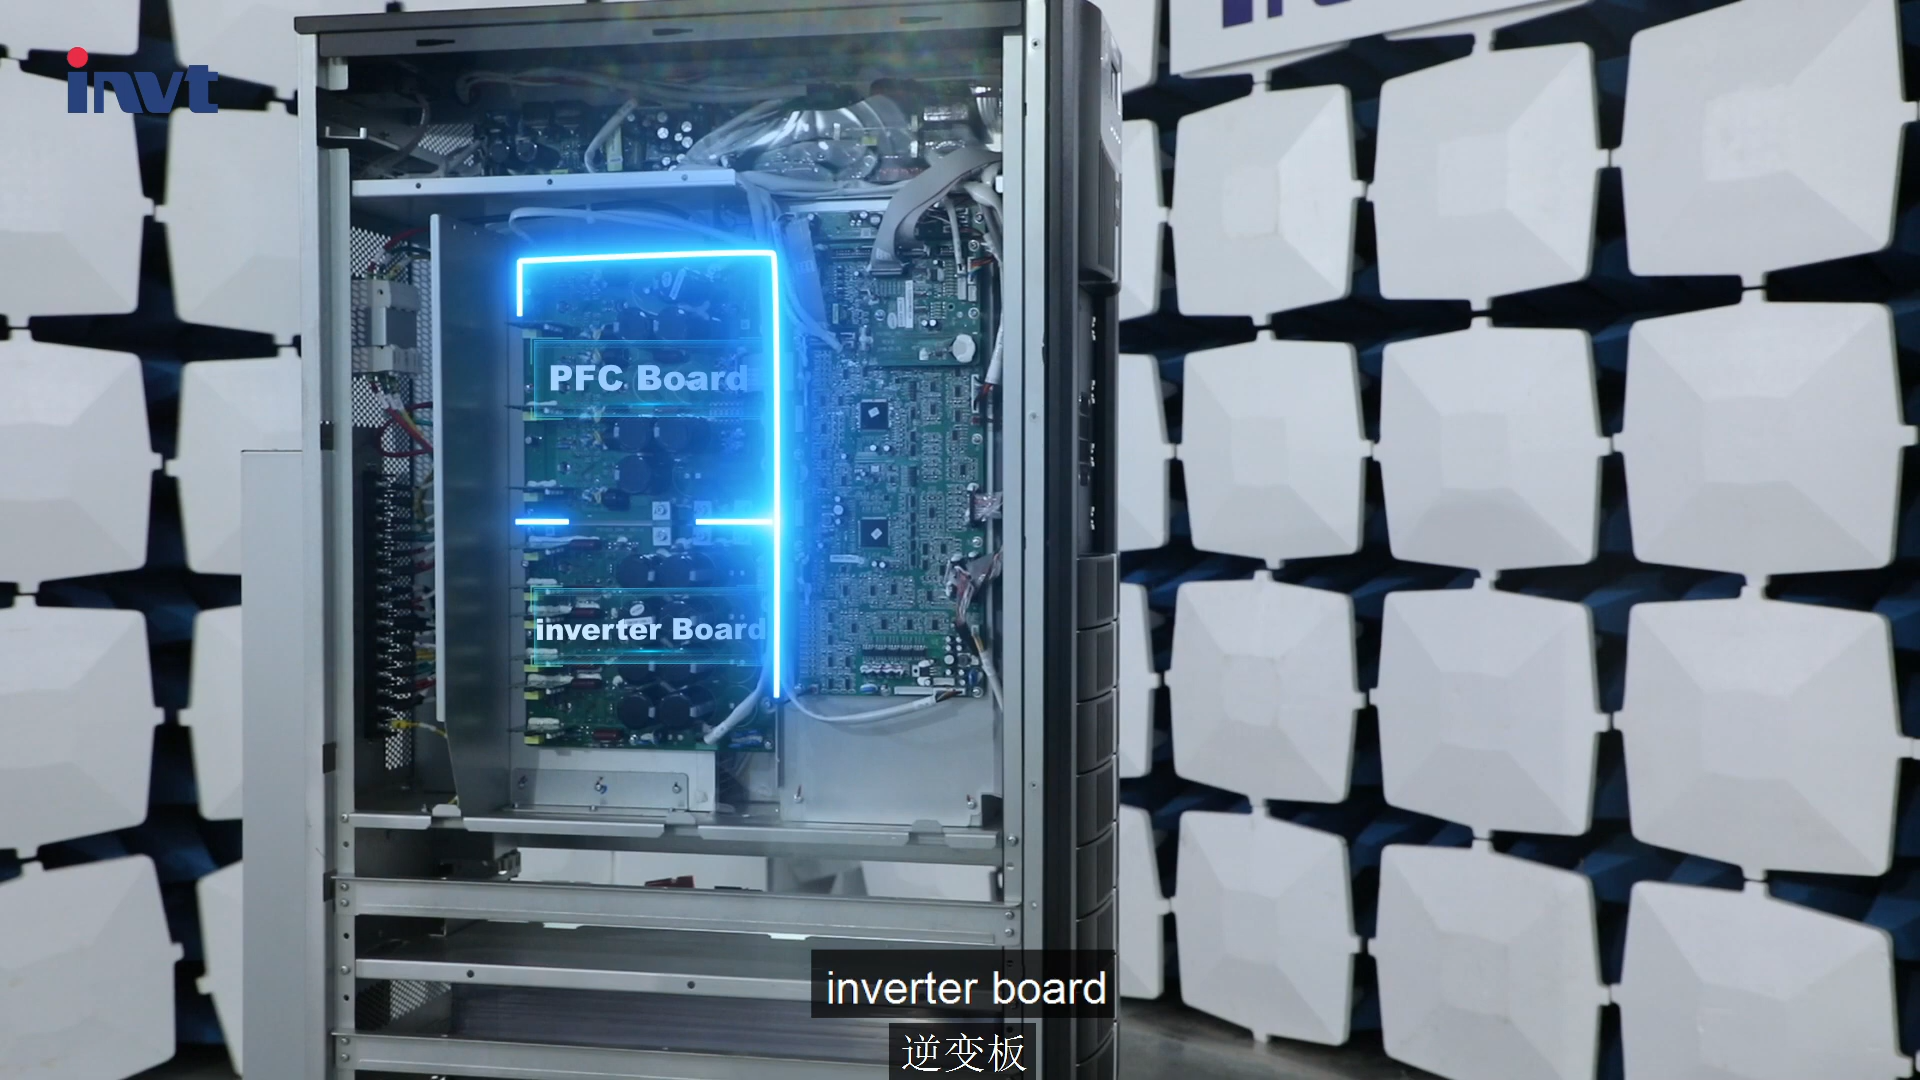 invt
PFC Board
inverter Board
inverter board
逆变板